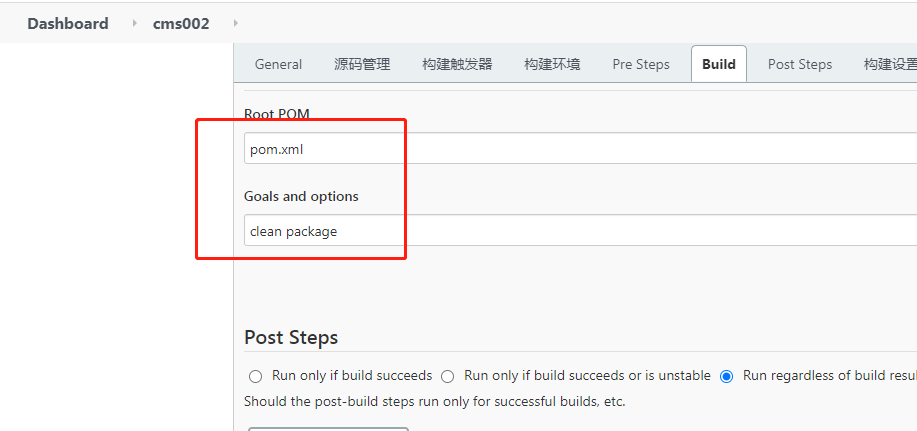 Dashboard cms002
General 源码管理 构建触发器 构建环境 Pre Steps Build Post Steps 构建设置
Root POM
pom.xml
Goals and options
clean package
Post Steps
Run only if build succeeds Run only if build succeeds or is unstable Run regardless of build resul
Should the post-build steps run only for successful builds, etc.